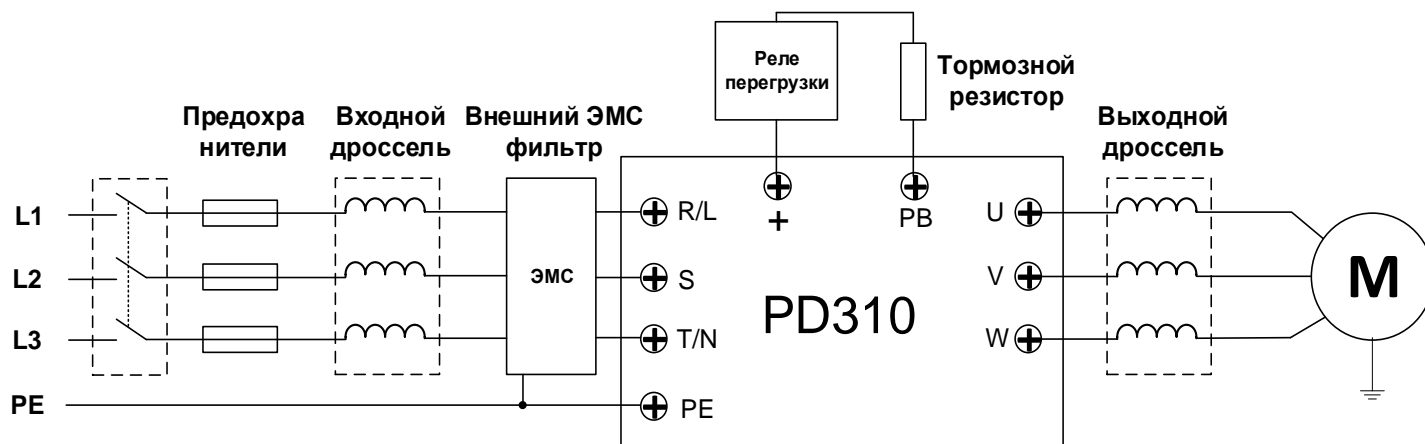 Реле
перегрузки
Тормозной
резистор
Предохра
нители
Входной
дроссель
Внешний ЭМС
фильтр
Выходной
дроссель
L1
L2
L3
PE
ЭМС
R/L
S
T/N
PE
+
PB
PD310
U
V
W
M